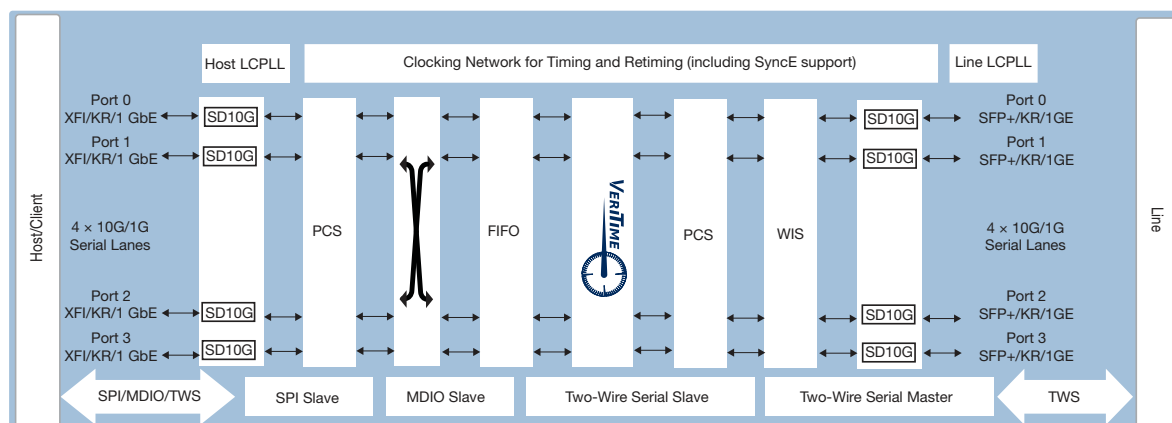 Host LCPLL
Clocking Network for Timing and Retiming (including SyncE support)
Line LCPLL
Host/Client
Port 0
XFI/KR/1 GbE
Port 1
XFI/KR/1 GbE
4 × 10G/1G
Serial Lanes
Port 2
XFI/KR/1 GbE
Port 3
XFI/KR/1 GbE
SD10G
SD10G
SD10G
SD10G
PCS
FIFO
VERITIME
PCS
WIS
SD10G
SD10G
SD10G
SD10G
Port 0
SFP+/KR/1GE
Port 1
SFP+/KR/1GE
4 × 10G/1G
Serial Lanes
Port 2
SFP+/KR/1GE
Port 3
SFP+/KR/1GE
Line
SPI/MDIO/TWS
SPI Slave
MDIO Slave
Two-Wire Serial Slave
Two-Wire Serial Master
TWS